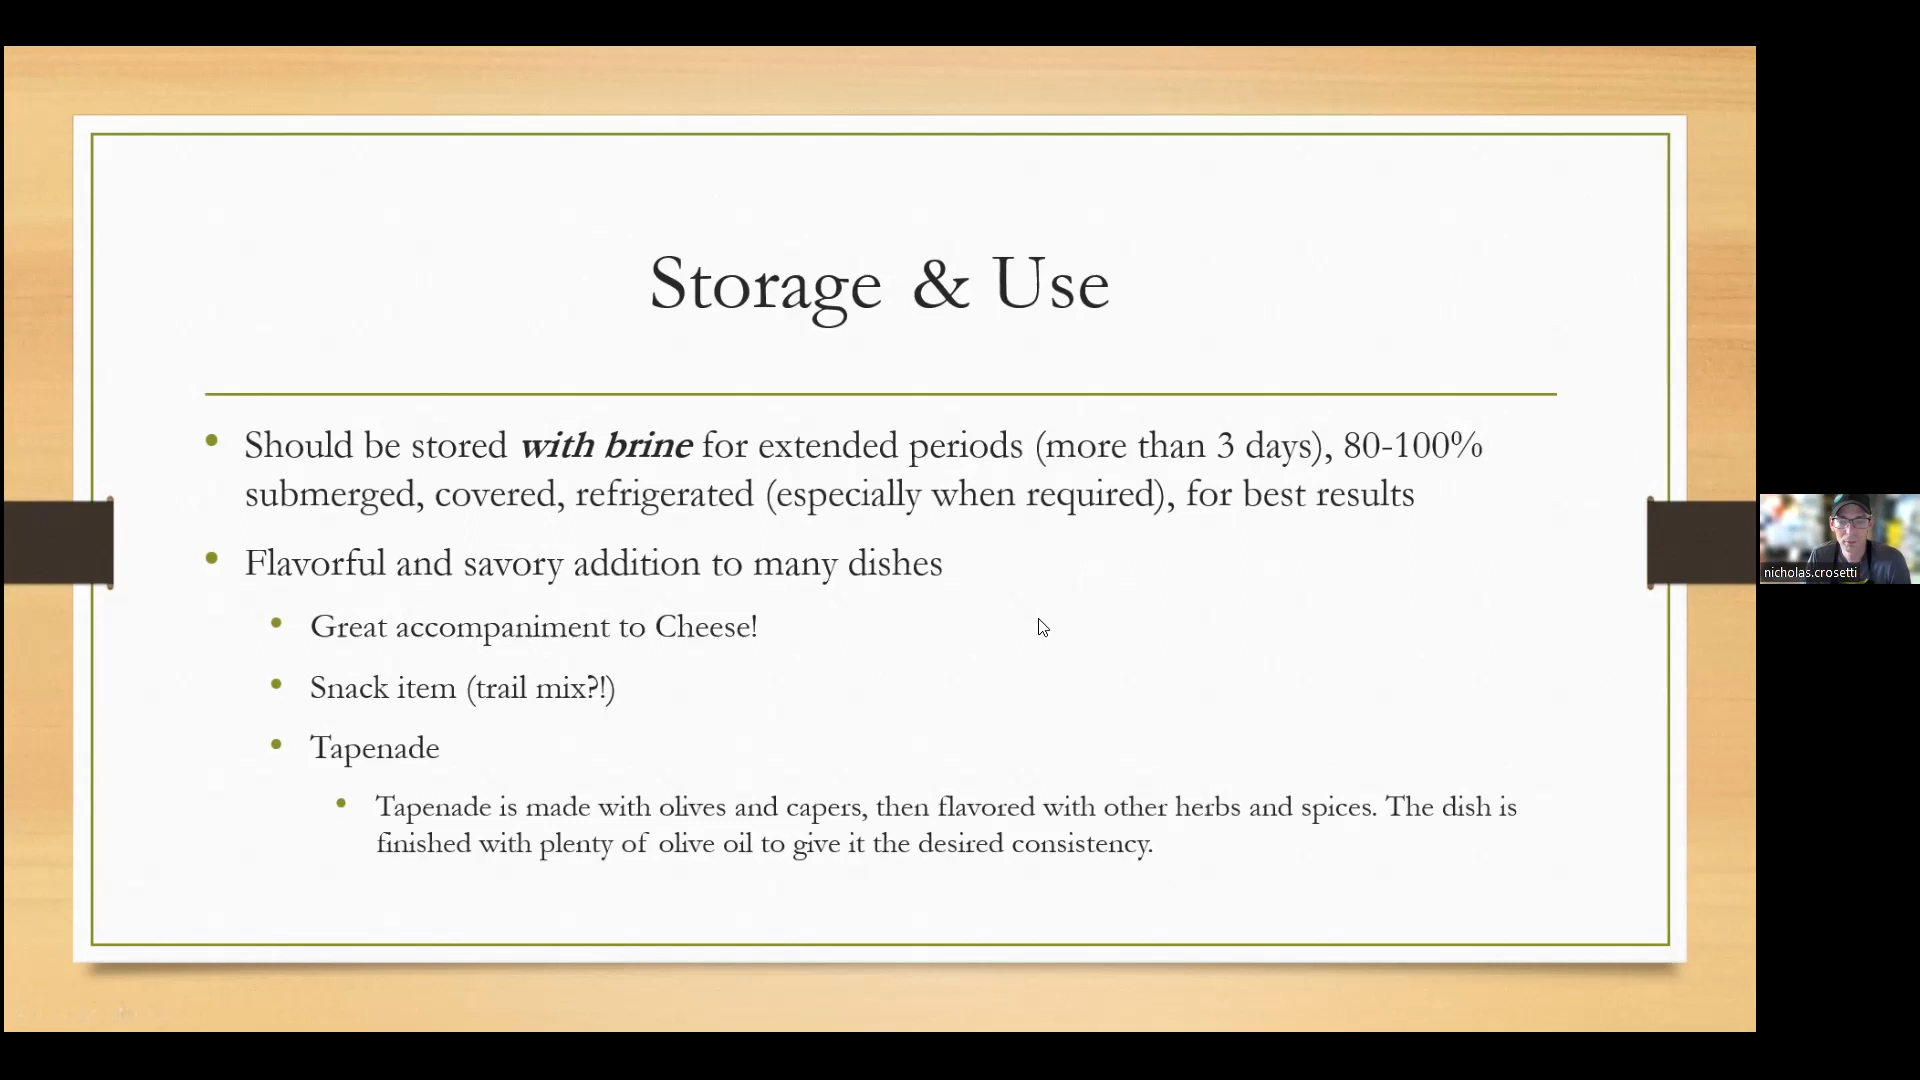 Storage & Use
• Should be stored with brine for extended periods (more than 3 days), 80-100%
submerged, covered, refrigerated (especially when required), for best results
• Flavorful and savory addition to many dishes
• Great accompaniment to Cheese!
• Snack item (trail mix?!)
• Tapenade
• Tapenade is made with olives and capers, then flavored with other herbs and spices. The dish is
finished with plenty of olive oil to give it the desired consistency.
nicholas.crosetti